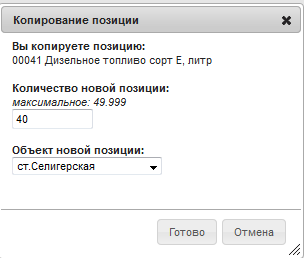 Копирование позиции
Вы копируете позицию:
00041 Дизельное топливо сорт Е, литр
Количество новой позиции:
максимальное: 49.999
40
Объект новой позиции:
ст.Селигерская
Готово Отмена